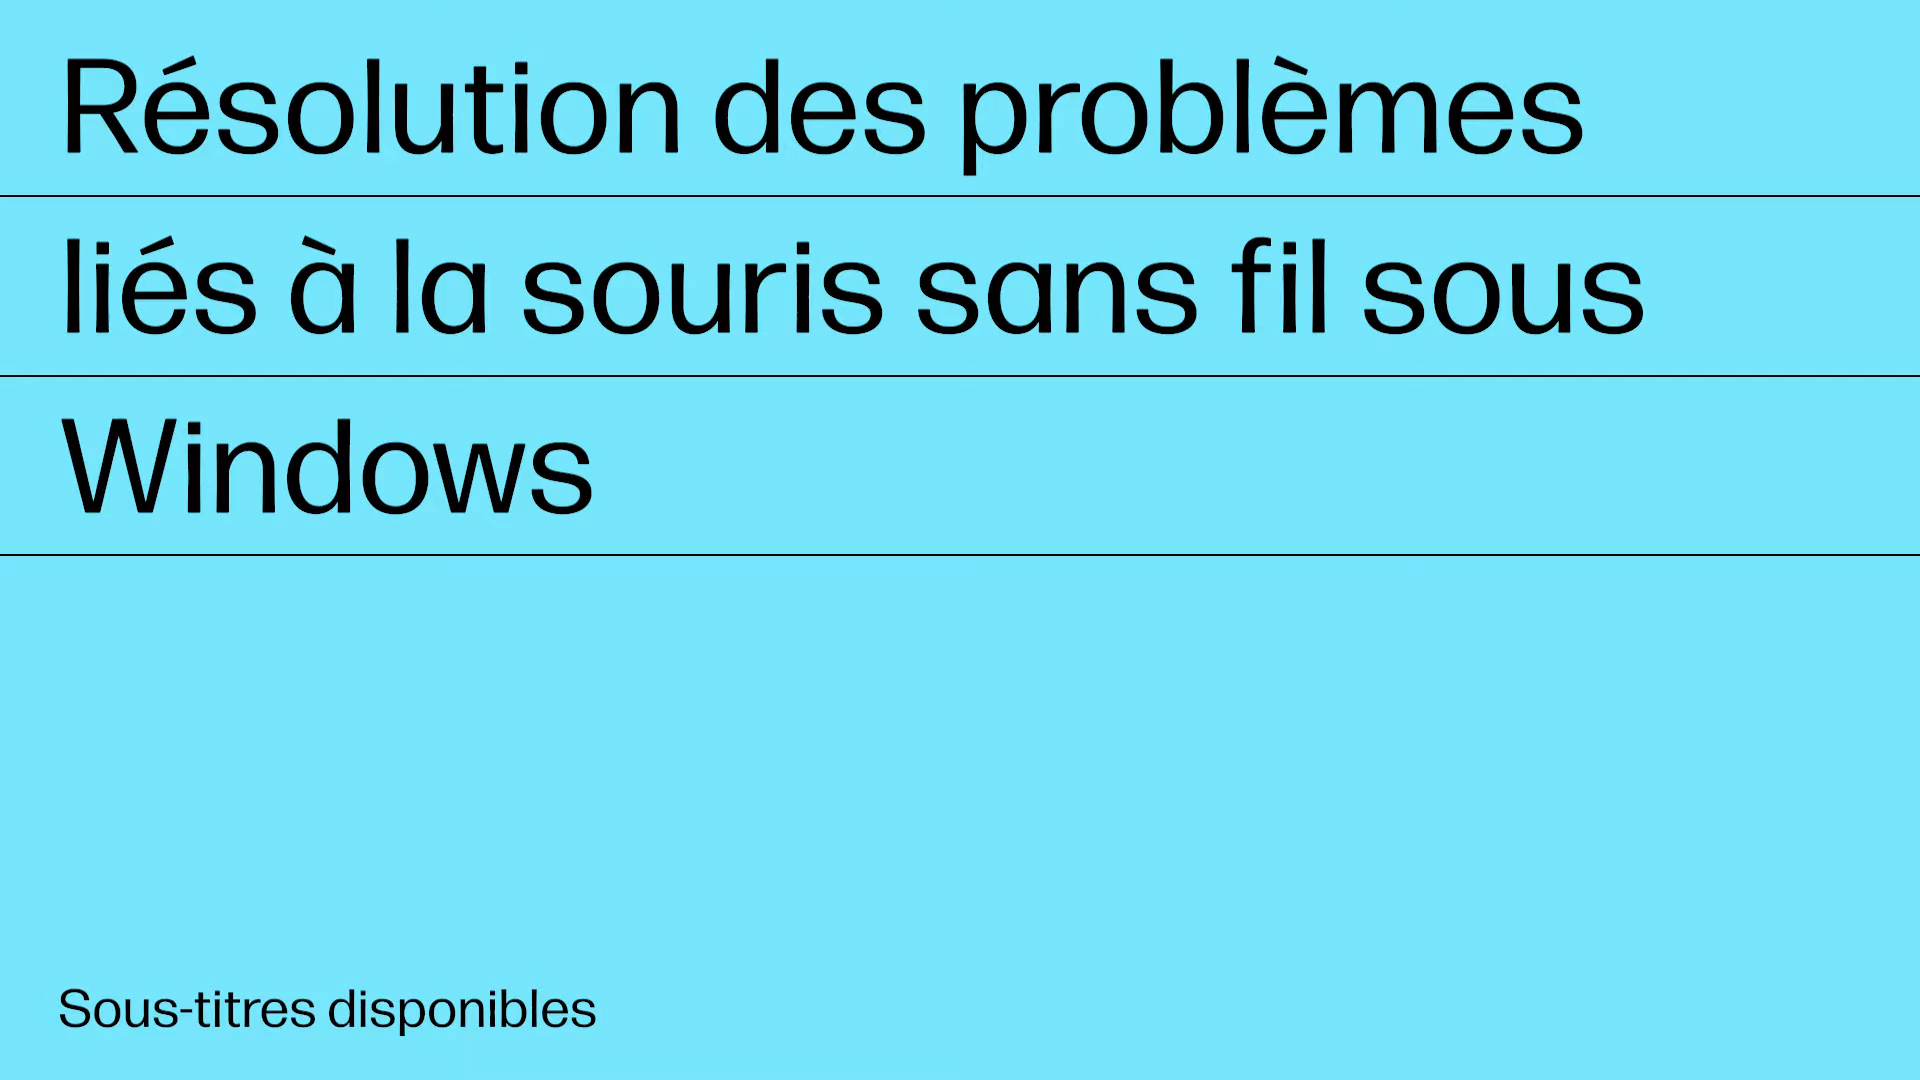 Résolution des problèmes
liés à la souris sans fil sous
Windows
Sous-titres disponibles